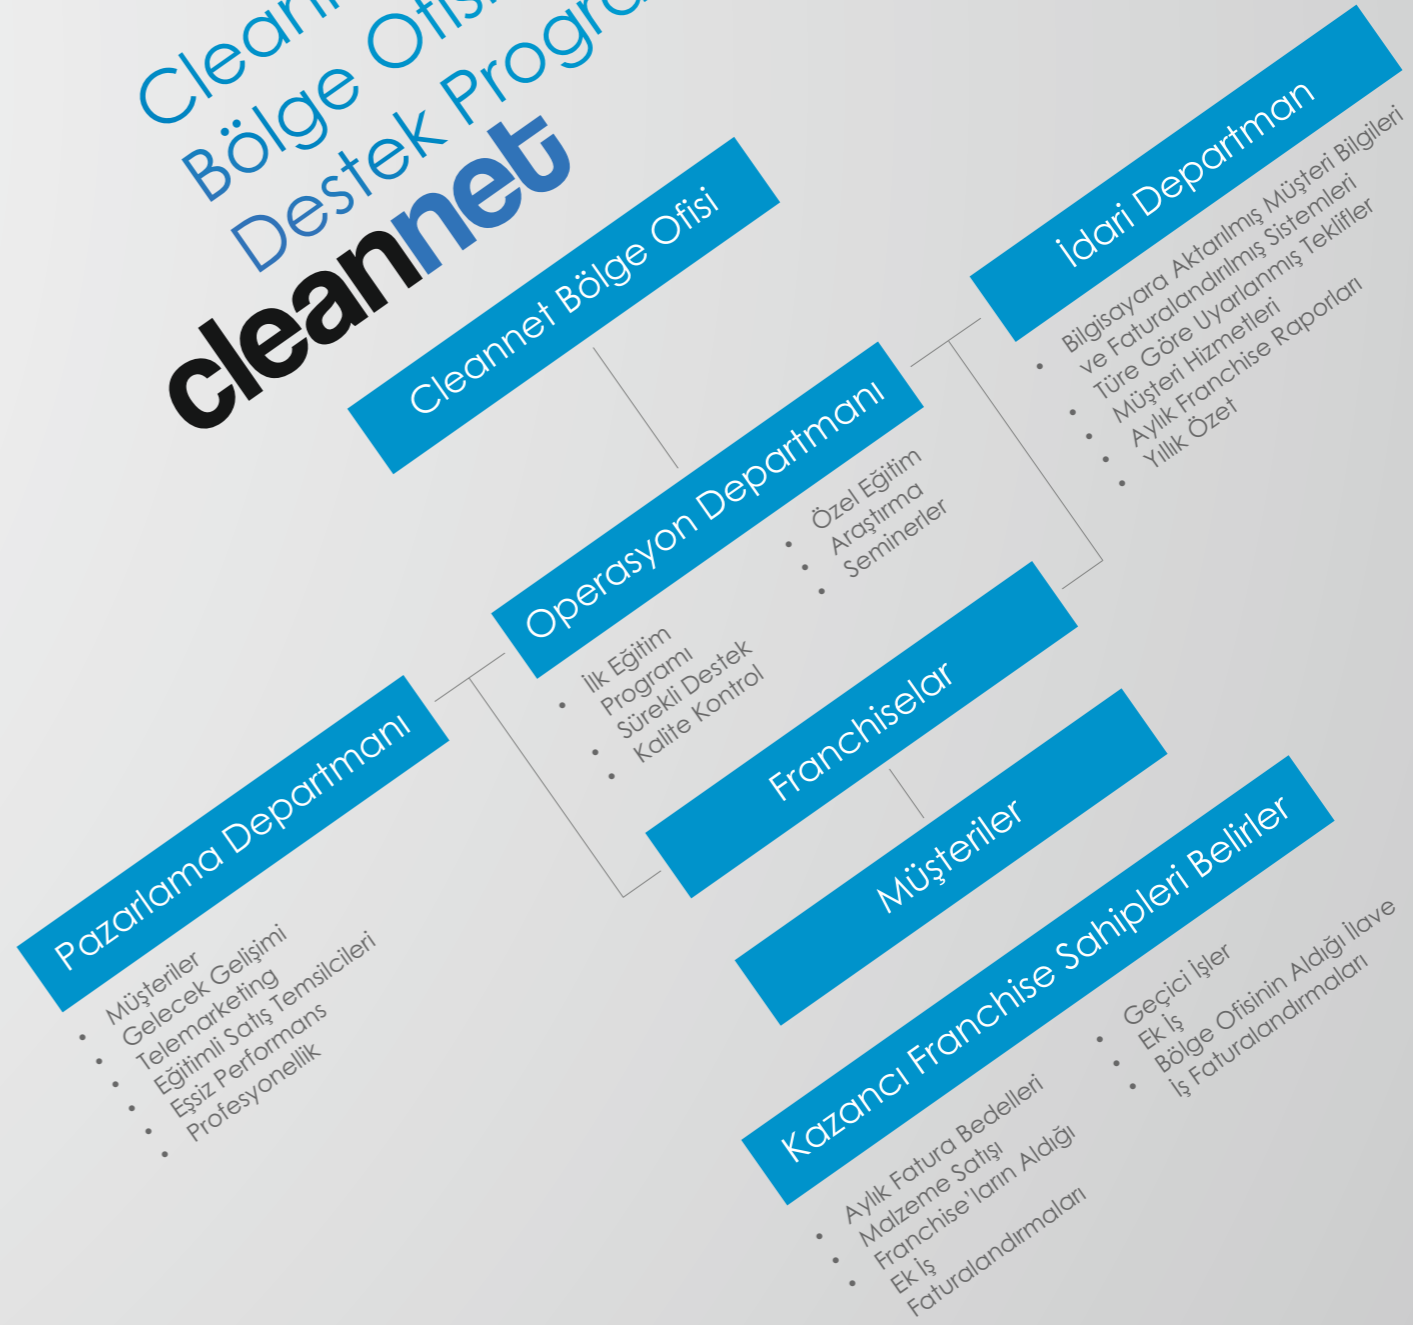 Bölge
Destek
cleannet
Cleannet Bölge Ofisi
İdari Departman
Bilgisayara Aktarılmış Müşteri Bilgileri
ve Faturalandırılmış Sistemleri
Türe Göre Uyarlanmış Teklifler
Müşteri Hizmetleri
Aylık Franchise Raporları
Yıllık Özet
Operasyon Departmanı
İlk Eğitim
Programı
Sürekli Destek
Kalite Kontrol
Özel Eğitim
Araştırma
Seminerler
Pazarlama Departmanı
Müşteriler
Gelecek Gelişimi
Telemarketing
Eğitimli Satış Temsilcileri
Eşsiz Performans
Profesyonellik
Franchiselar
Müşteriler
Kazancı Franchise Sahipleri Belirler
Aylık Fatura Bedelleri
Malzeme Satışı
Franchise'ların Aldığı
Ek İş
Faturalandırmaları
Geçici İşler
Ek İş
Bölge Ofisinin Aldığı İlave
İş Faturalandırmaları